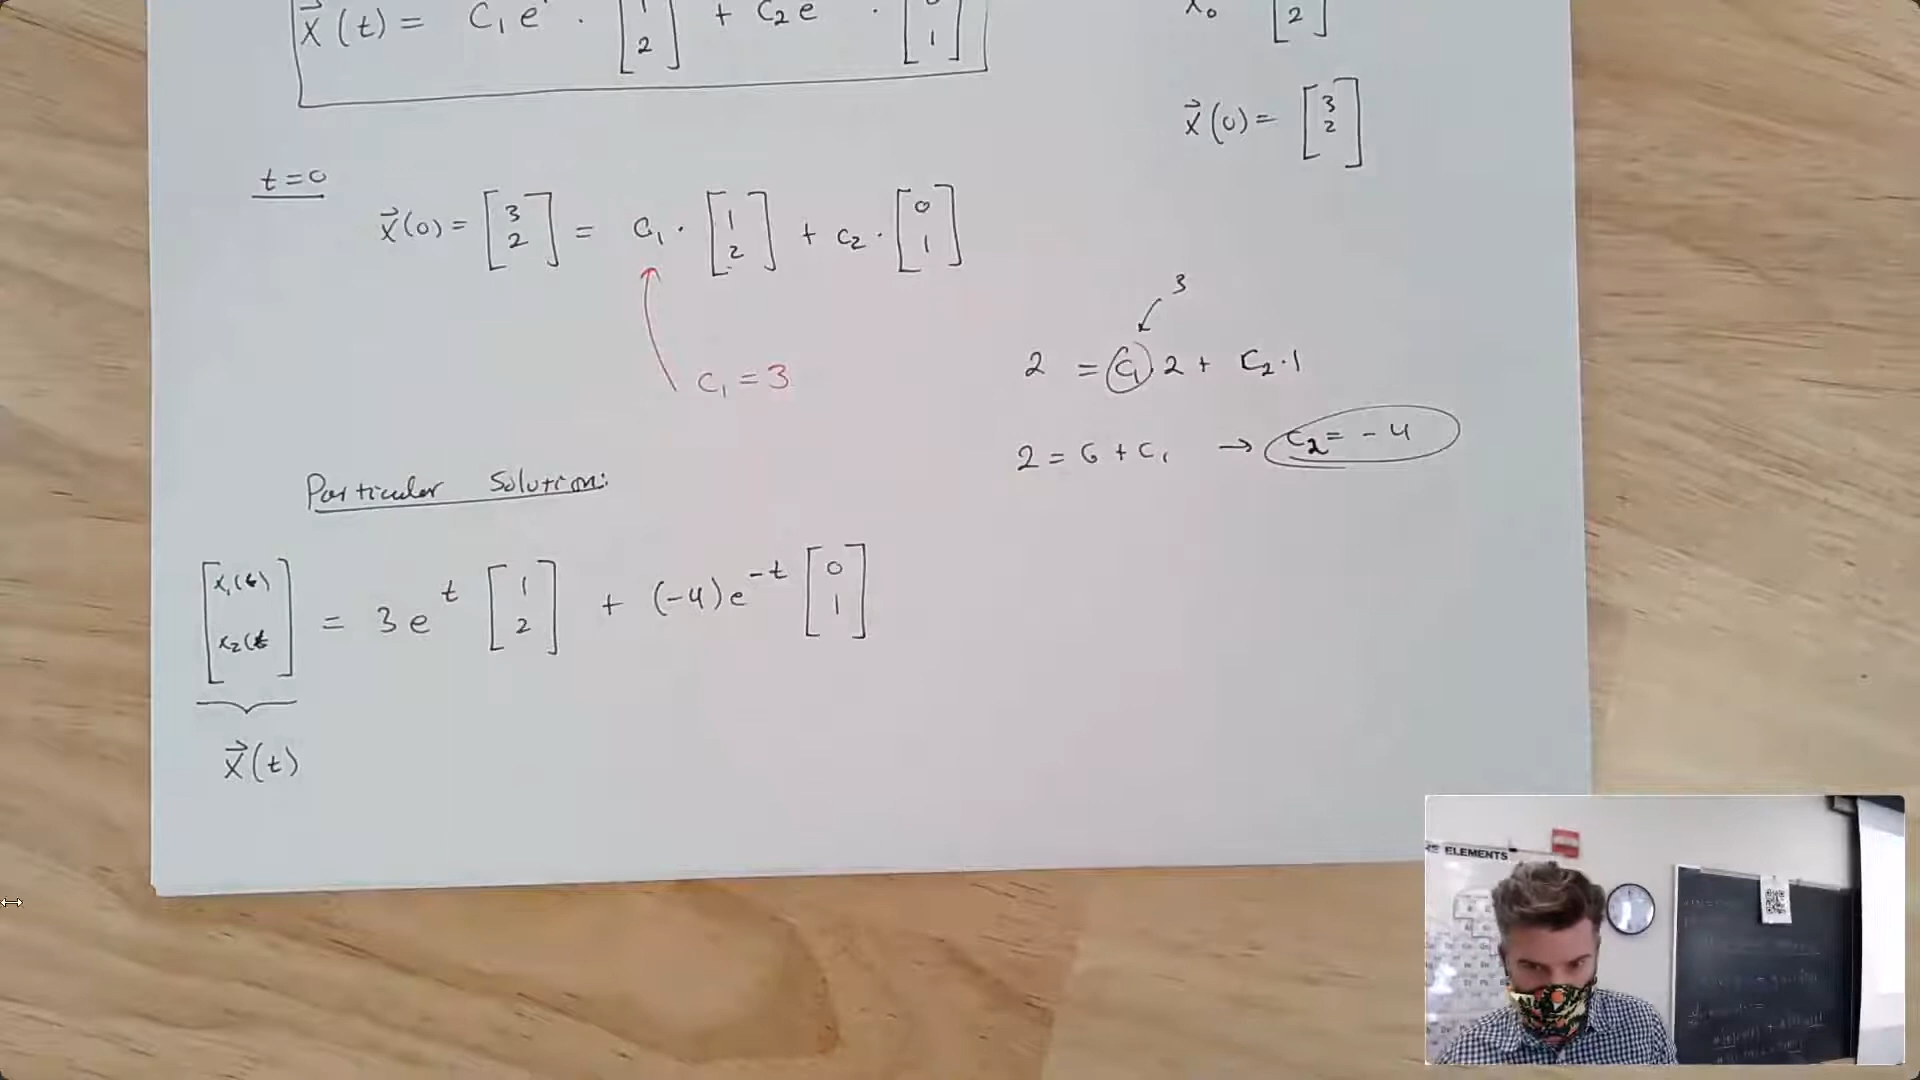 x⃗(t) = C₁e · [1 2] + C₂e · [0 1]
x₀ [2]
x⃗(0) = [3 2]
t=0
x⃗(0) = [3 2] = c₁ · [1 2] + c₂ · [0 1]
3
2 = c₁ 2 + c₂·1
c₁ = 3
2 = 6 + c₁ → c₂ = -4
Particular Solution:
[x₁(t) x₂(t] = 3e^t [1 2] + (-4)e^-t [0 1]
x⃗(t)
ELEMENTS